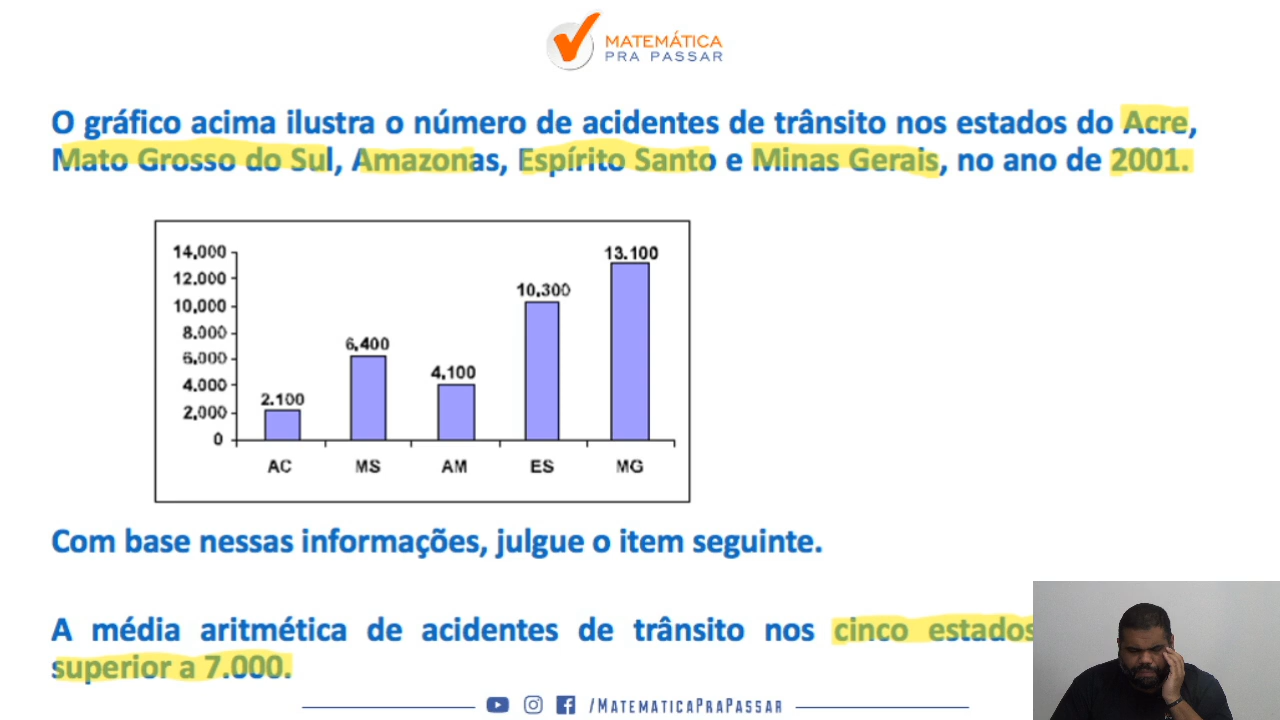 MATEMÁTICA
PRA PASSAR
O gráfico acima ilustra o número de acidentes de trânsito nos estados do Acre,
Mato Grosso do Sul, Amazonas, Espírito Santo e Minas Gerais, no ano de 2001.
14,000
12.000
10,000
8.000
6,000
4.000
2,000
0
2.100
6,400
4,100
10,300
13.100
AC MS AM ES MG
Com base nessas informações, julgue o item seguinte.
A média aritmética de acidentes de trânsito nos cinco estados
superior a 7.000.
/MATEMATICAPRAPASSAR